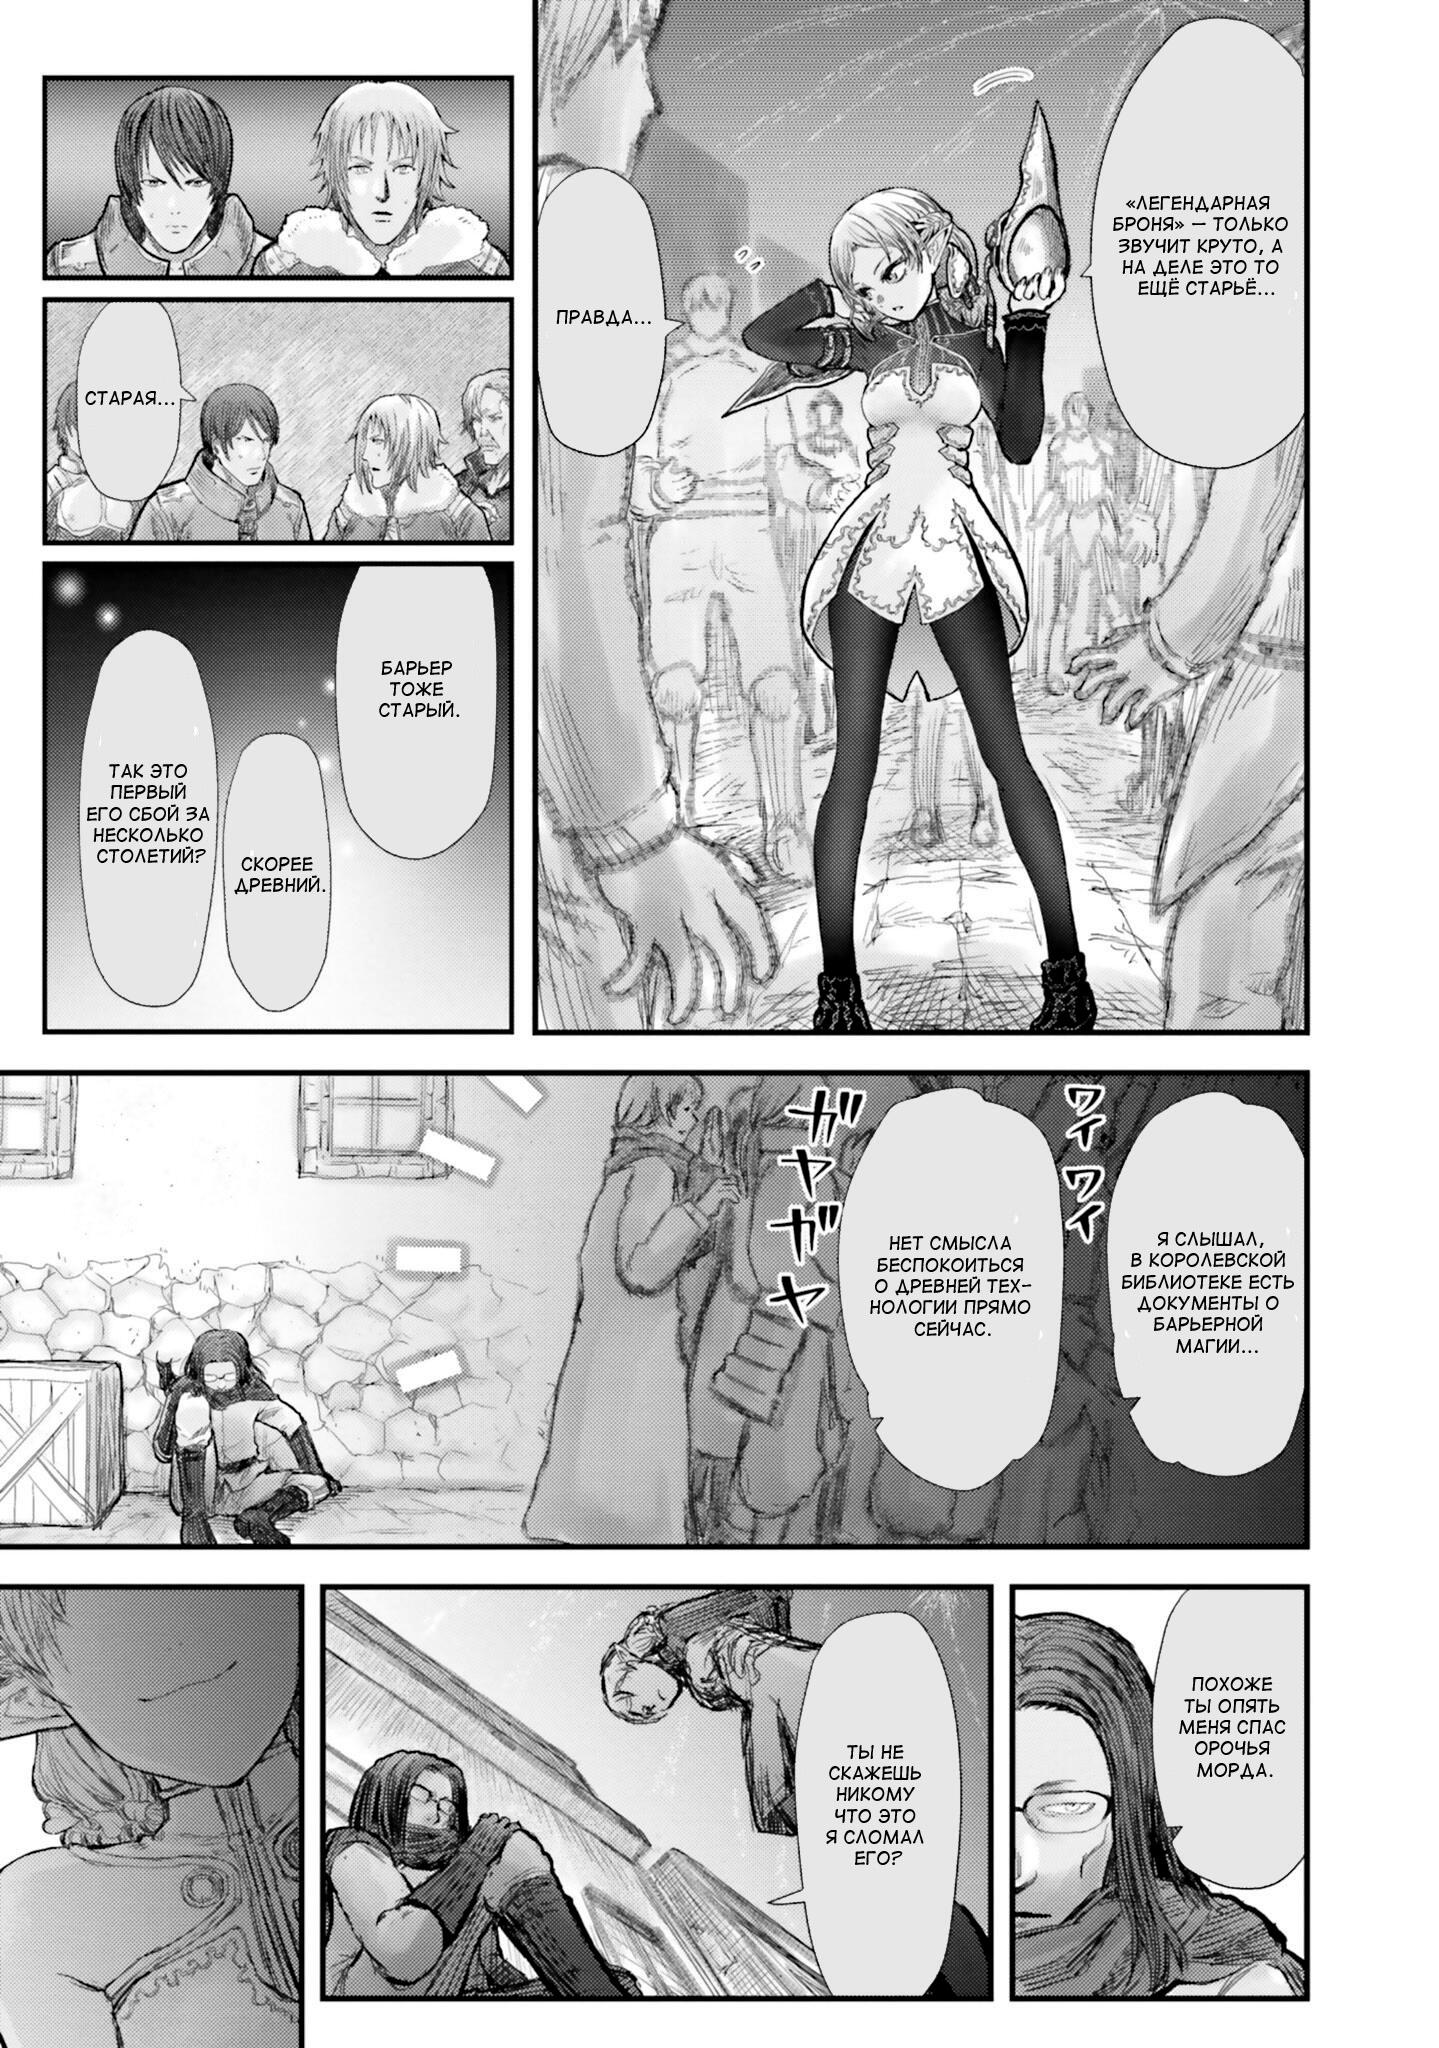 «ЛЕГЕНДАРНАЯ
БРОНЯ» – ТОЛЬКО
ЗВУЧИТ КРУТО, А
НА ДЕЛЕ ЭТО ТО
ЕЩЁ СТАРЬЁ...
ПРАВДА...
СТАРАЯ...
БАРЬЕР
ТОЖЕ
СТАРЫЙ.
СКОРЕЕ
ДРЕВНИЙ.
ТАК ЭТО
ПЕРВЫЙ
ЕГО СБОЙ ЗА
НЕСКОЛЬКО
СТОЛЕТИЙ?
ワイ
ワイ
Я СЛЫШАЛ,
В КОРОЛЕВСКОЙ
БИБЛИОТЕКЕ ЕСТЬ
ДОКУМЕНТЫ О
БАРЬЕРНОЙ
МАГИИ...
НЕТ СМЫСЛА
БЕСПОКОИТЬСЯ
О ДРЕВНЕЙ ТЕХ-
НОЛОГИИ ПРЯМО
СЕЙЧАС.
ガヤ
ガヤ
ПОХОЖЕ
ТЫ ОПЯТЬ
МЕНЯ СПАС
ОРОЧЬЯ
МОРДА.
ТЫ НЕ
СКАЖЕШЬ
НИКОМУ
ЧТО ЭТО
Я СЛОМАЛ
ЕГО?